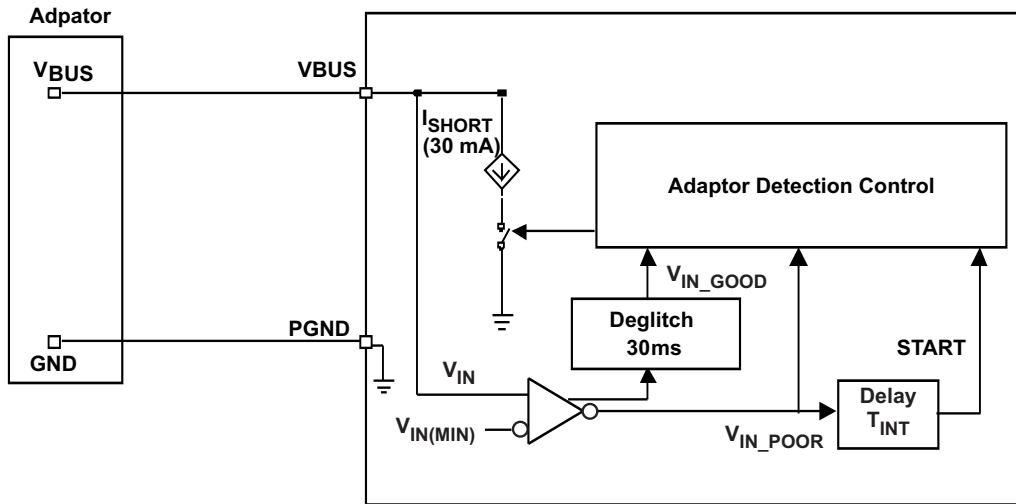 Adpator
VBUS
VBUS
ISHORT
(30 mA)
Adaptor Detection Control
VIN_GOOD
Deglitch
30ms
PGND
GND
START
VIN
Delay
TINT
VIN(MIN)
VIN_POOR